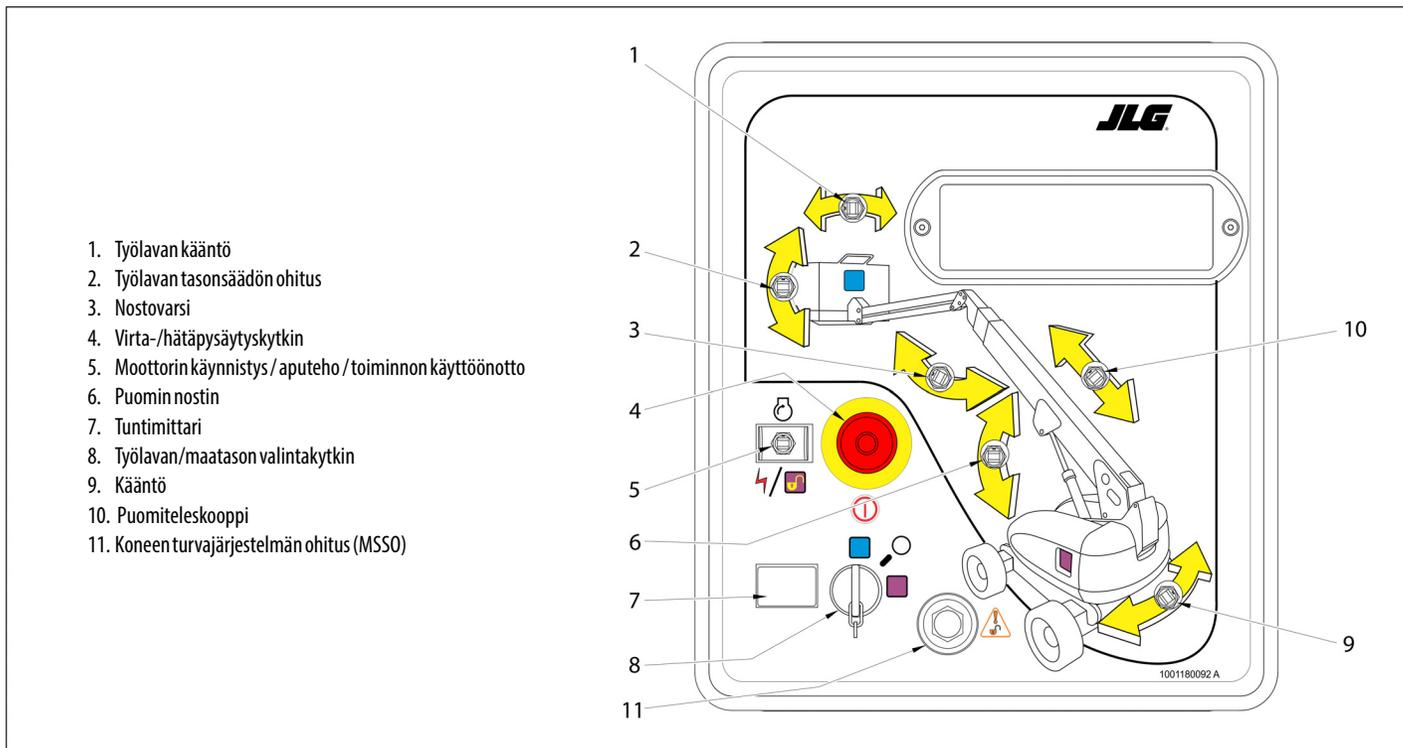 1. Työlavan kääntö
2. Työlavan tasonsäädön ohitus
3. Nostovarsi
4. Virta-/hätäpysäytyskytkin
5. Moottorin käynnistys / aputeho / toiminnon käyttöönotto
6. Puomin nostin
7. Tuntimittari
8. Työlavan/maatason valintakytkin
9. Kääntö
10. Puomiteleskooppi
11. Koneen turvajärjestelmän ohitus (MSSO)
1
JLG
2
3
10
4
5
6
7
8
9
11
1001180092 A